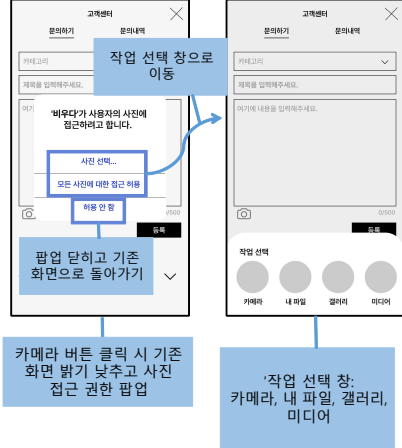 고객센터
문의하기
문의내역
카테고리
제목을 입력해주세요.
여기
'비우다'가 사용자의 사진에
접근하려고 합니다.
사진 선택...
모든 사진에 대한 접근 허용
허용 안 함
/500
등록
작업 선택 창으로
이동
팝업 닫히고 기존
화면으로 돌아가기
카메라 버튼 클릭 시 기존
화면 밝기 낮추고 사진
접근 권한 팝업
고객센터
문의하기
문의내역
카테고리
제목을 입력해주세요.
여기에 내용을 입력해주세요.
0/500
등록
작업 선택
카메라
내 파일
갤러리
미디어
'작업 선택 창:
카메라, 내 파일, 갤러리,
미디어